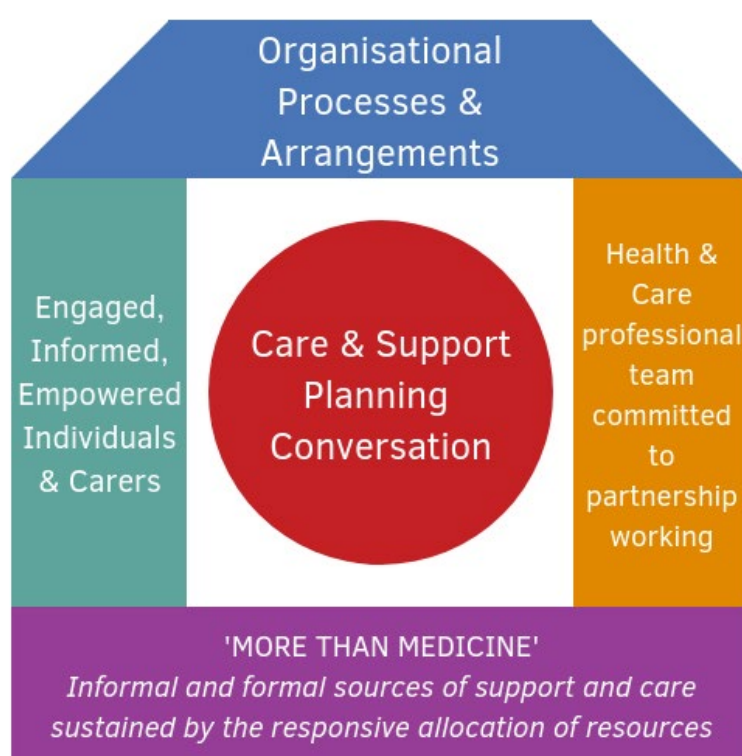 Organisational
Processes &
Arrangements
Engaged,
Informed,
Empowered
Individuals
& Carers
Care & Support
Planning
Conversation
Health &
Care
professional
team
committed
to
partnership
working
'MORE THAN MEDICINE'
Informal and formal sources of support and care
sustained by the responsive allocation of resources